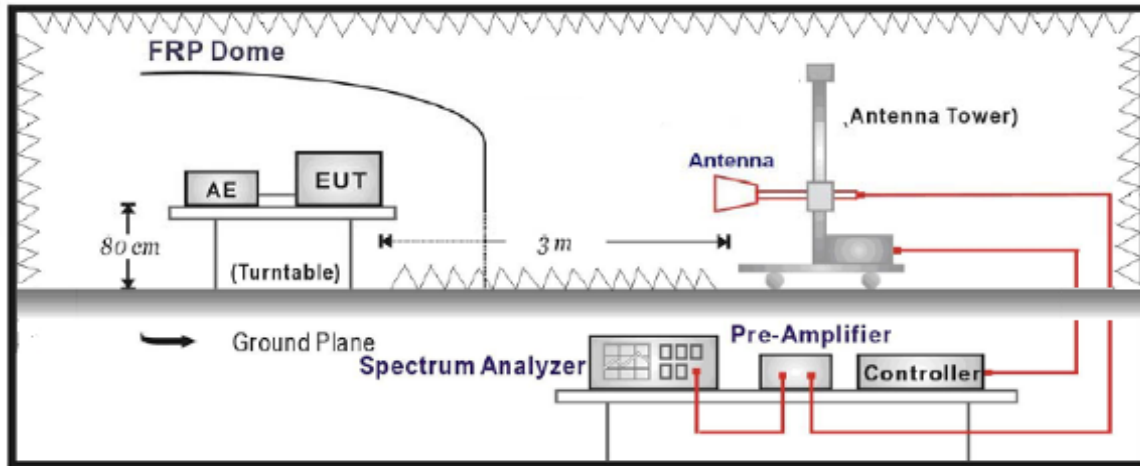 FRP Dome
(Antenna Tower)
Antenna
AE
EUT
80 cm
3 m
(Turntable)
Ground Plane
Pre-Amplifier
Spectrum Analyzer
Controller